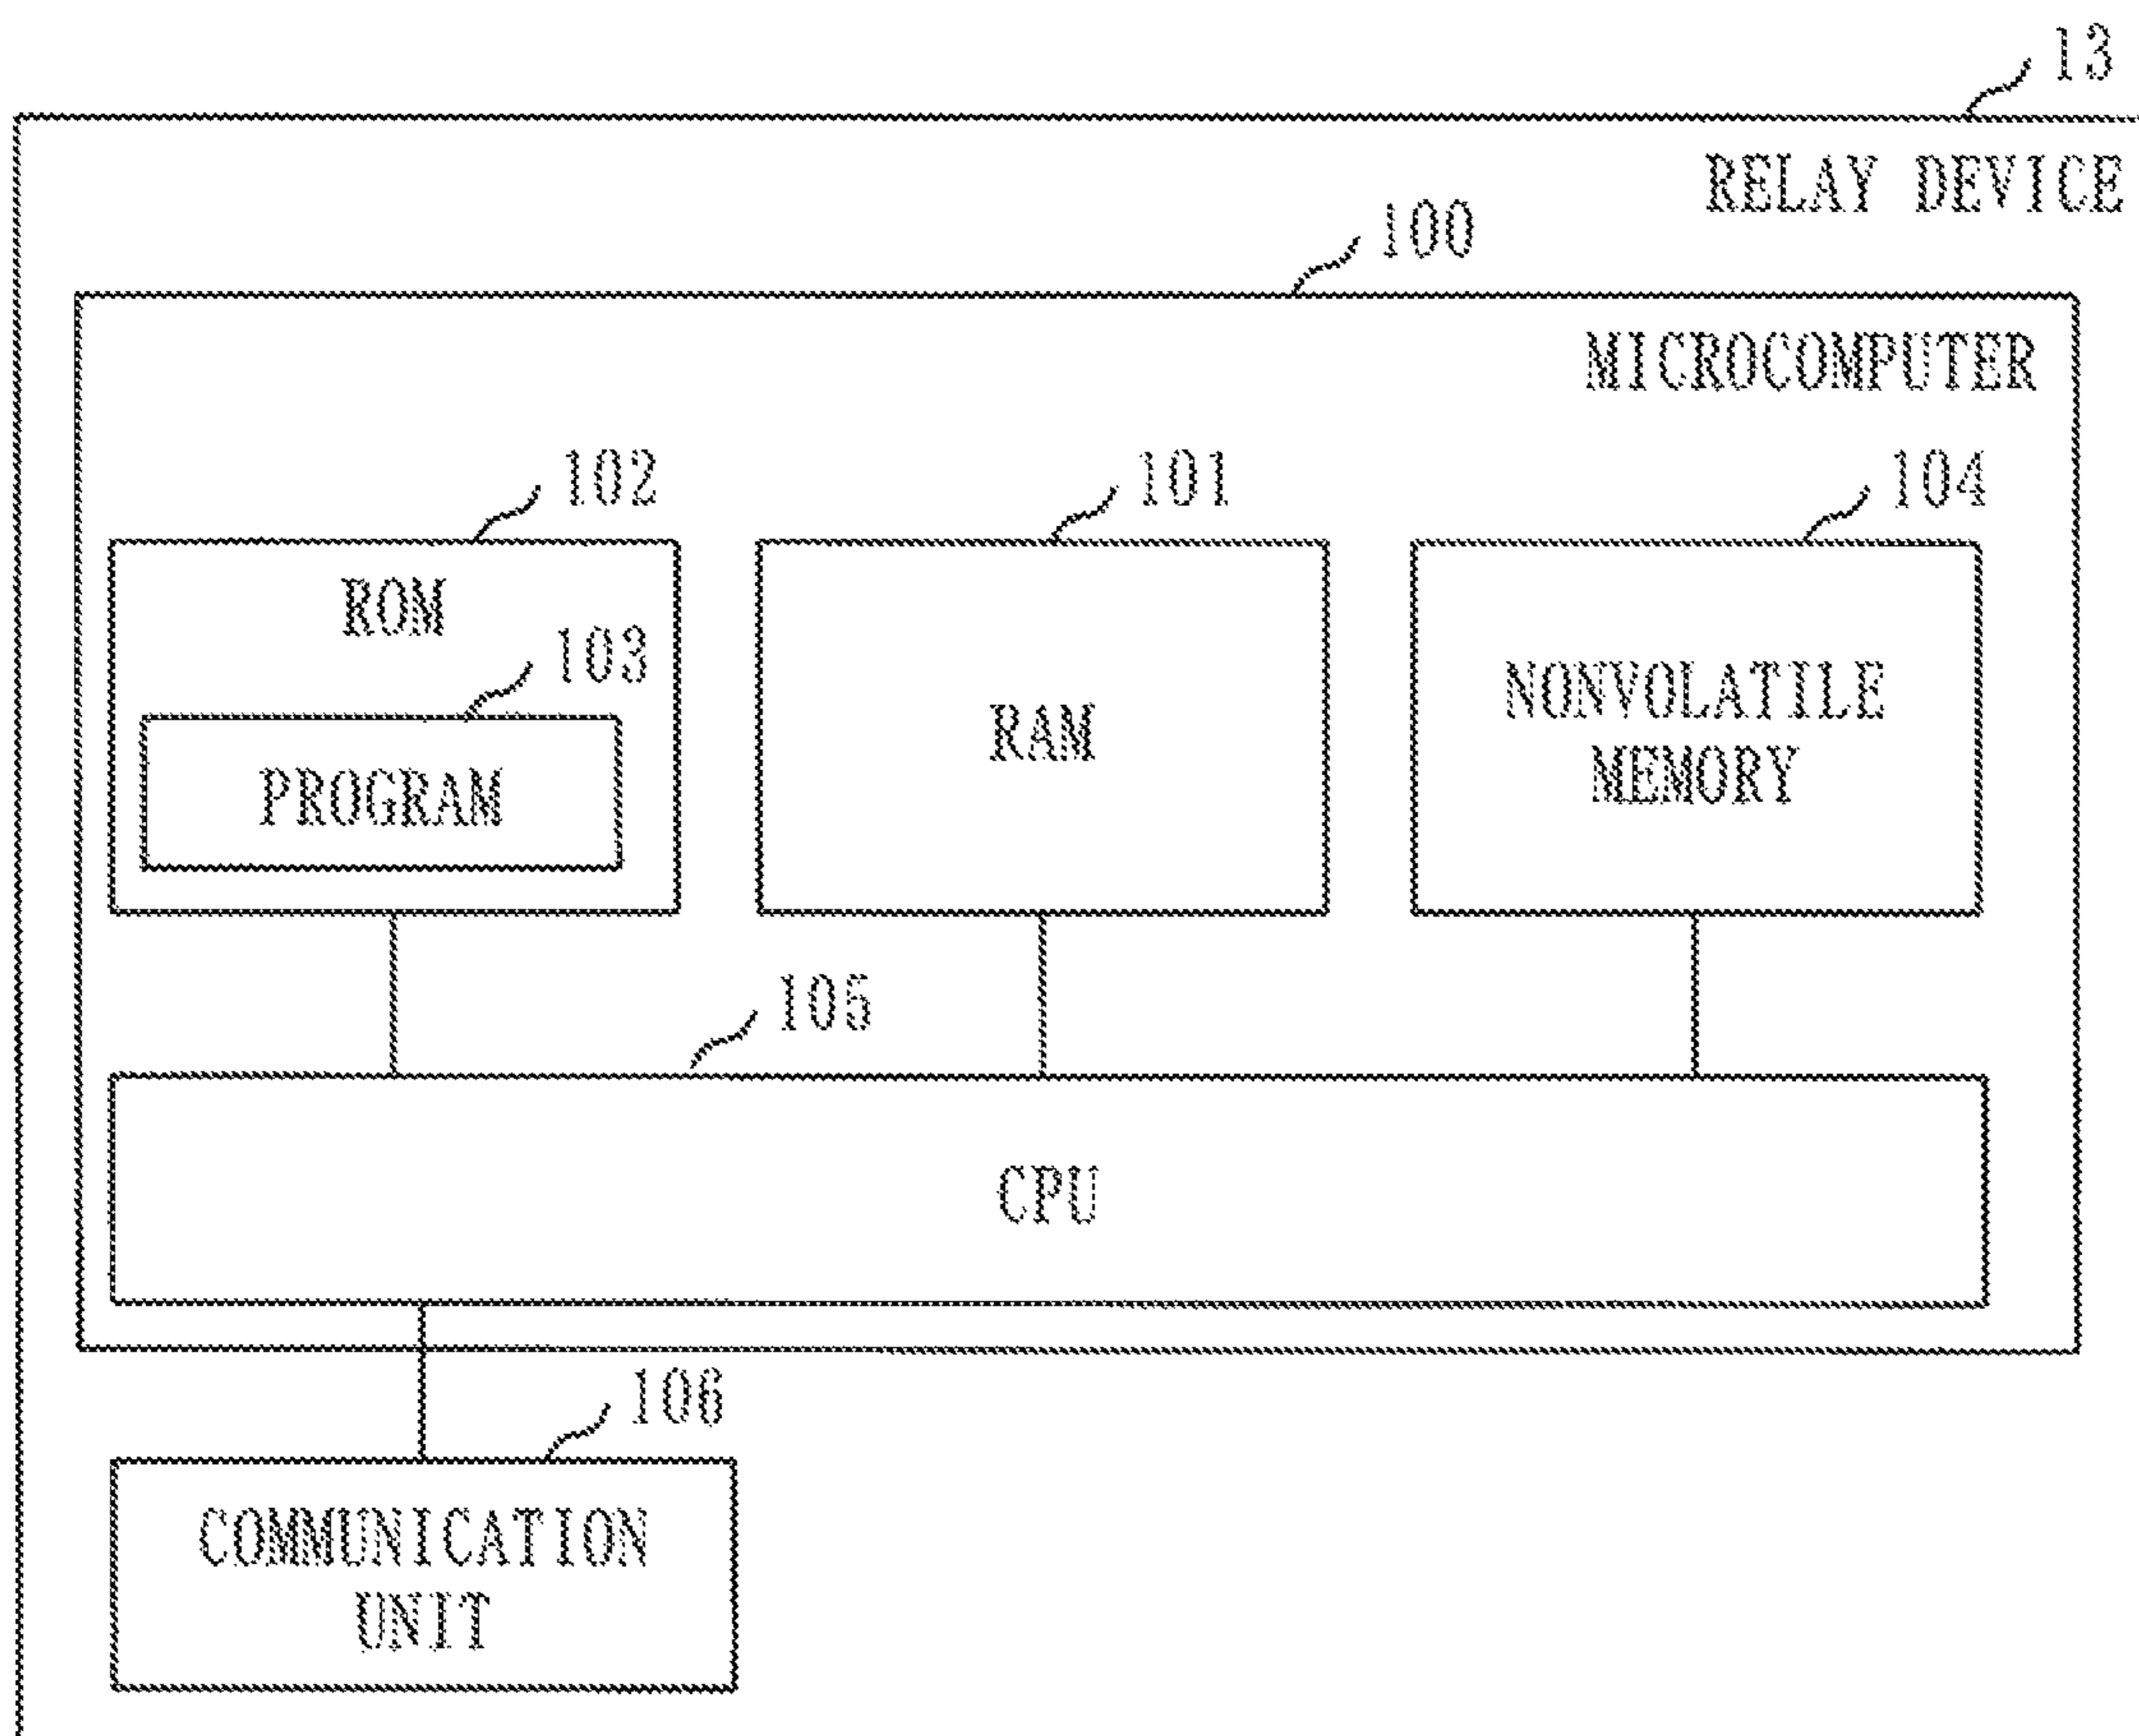 13
RELAY DEVICE
100
MICROCOMPUTER
102
101
104
ROM
103
PROGRAM
RAM
NONVOLATILE
MEMORY
105
CPU
106
COMMUNICATION
UNIT